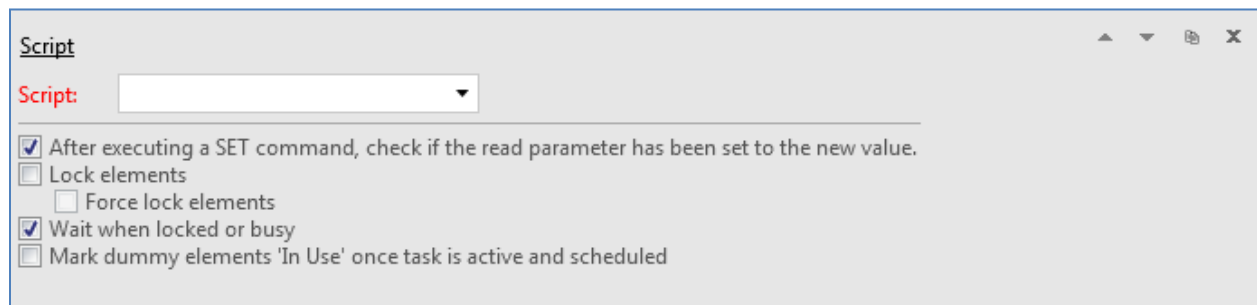 Script
Script:
After executing a SET command, check if the read parameter has been set to the new value.
Lock elements
Force lock elements
Wait when locked or busy
Mark dummy elements 'In Use' once task is active and scheduled